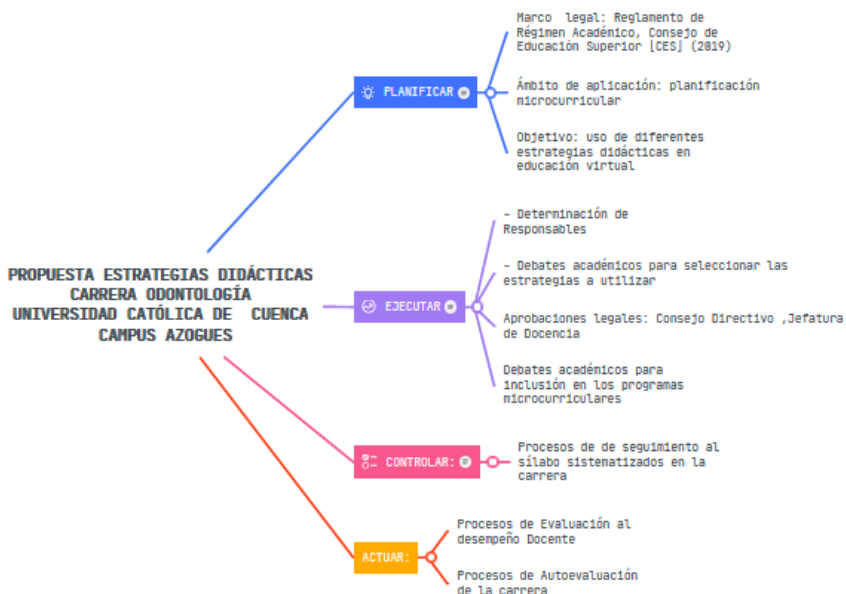 Marco legal: Reglamento de
Régimen Académico, Consejo de
Educación Superior [CES] (2019)
PLANIFICAR
Ámbito de aplicación: planificación
microcurricular
Objetivo: uso de diferentes
estrategias didácticas en
educación virtual
- Determinación de
Responsables
PROPUESTA ESTRATEGIAS DIDÁCTICAS
CARRERA ODONTOLOGÍA
UNIVERSIDAD CATÓLICA DE CUENCA
CAMPUS AZOGUES
- Debates académicos para seleccionar las
estrategias a utilizar
EJECUTAR
Aprobaciones legales: Consejo Directivo ,Jefatura
de Docencia
Debates académicos para
inclusión en los programas
microcurriculares
CONTROLAR:
Procesos de de seguimiento al
sílabo sistematizados en la
carrera
ACTUAR:
Procesos de Evaluación al
desempeño Docente
Procesos de Autoevaluación
de la carrera